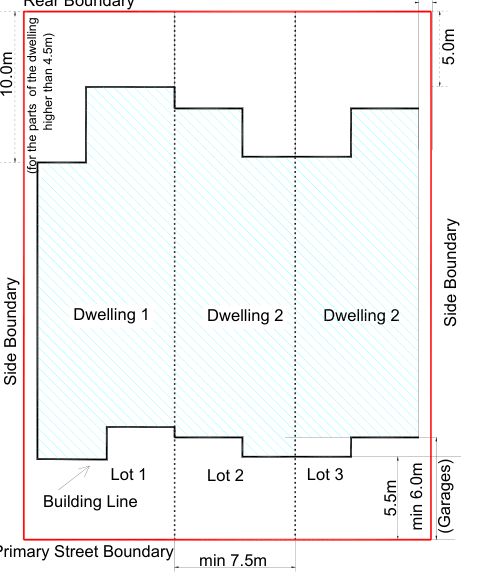 Rear Boundary
10.0m
(for the parts of the dwelling
higher than 4.5m)
5.0m
Side Boundary
Side Boundary
Dwelling 1
Dwelling 2
Dwelling 2
Lot 1
Lot 2
Lot 3
Building Line
5.5m
min 6.0m
(Garages)
Primary Street Boundary
min 7.5m